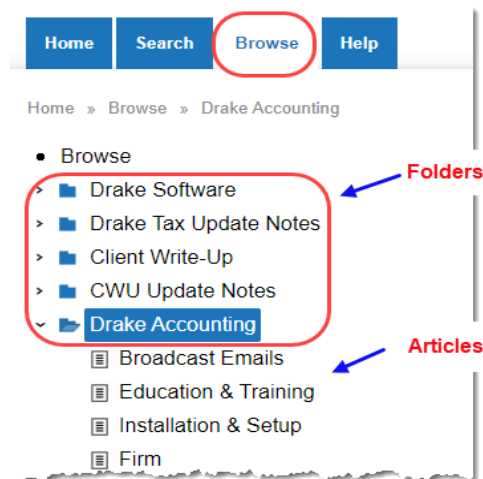 Home Search Browse Help
Home » Browse » Drake Accounting
Browse
Folders
Drake Software
Drake Tax Update Notes
Client Write-Up
CWU Update Notes
Drake Accounting
Articles
Broadcast Emails
Education & Training
Installation & Setup
Firm